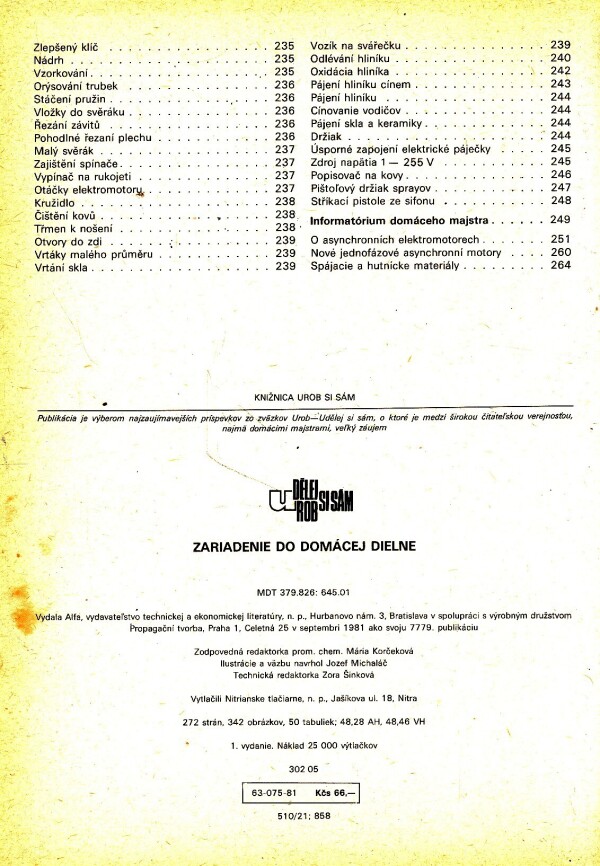 Zlepšený klíč . . . . . . . . . . . . . . . . 235
Nádrh . . . . . . . . . . . . . . . . . . . . 235
Vzorkování . . . . . . . . . . . . . . . . . . 235
Orýsování trubek . . . . . . . . . . . . . . 236
Stáčení pružin . . . . . . . . . . . . . . . . 236
Vložky do svěráku . . . . . . . . . . . . . . 236
Řezání závitů . . . . . . . . . . . . . . . . 236
Pohodlné řezaní plechu . . . . . . . . . . . 236
Malý svěrák . . . . . . . . . . . . . . . . . 237
Zajištění spínače . . . . . . . . . . . . . . . 237
Vypínač na rukojeti . . . . . . . . . . . . . 237
Otáčky elektromotoru . . . . . . . . . . . . 237
Kružidlo . . . . . . . . . . . . . . . . . . . 238
Čištění kovů . . . . . . . . . . . . . . . . . 238
Třmen k nošení . . . . . . . . . . . . . . . 238
Otvory do zdi . . . . . . . . . . . . . . . . 239
Vrtáky malého průměru . . . . . . . . . . . 239
Vrtání skla . . . . . . . . . . . . . . . . . . 239
Vozík na svářečku . . . . . . . . . . . . . . 239
Odlévání hliníku . . . . . . . . . . . . . . . 240
Oxidácia hliníka . . . . . . . . . . . . . . . 242
Pájení hliníku cínem . . . . . . . . . . . . . 243
Pájení hliníku . . . . . . . . . . . . . . . . 244
Cínovanie vodičov . . . . . . . . . . . . . . 244
Pájení skla a keramiky . . . . . . . . . . . . 244
Držiak . . . . . . . . . . . . . . . . . . . . 244
Úsporné zapojení elektrické páječky . . . . 245
Zdroj napätia 1 — 255 V . . . . . . . . . . 245
Popisovač na kovy . . . . . . . . . . . . . . 246
Pištoľový držiak sprayov . . . . . . . . . . . 247
Stříkací pistole ze sifonu . . . . . . . . . . 248
Informatórium domáceho majstra . . . . . . 249
O asynchronních elektromotorech . . . . . . . 251
Nové jednofázové asynchronní motory . . . . 260
Spájacie a hutnicke materiály . . . . . . . . . 264
KNIŽNICA UROB SI SÁM
Publikácia je výberom najzaujímavejších príspevkov zo zväzkov Urob—Udělej si sám, o ktoré je medzi širokou čitateľskou verejnosťou,
najmä domácimi majstrami, veľký záujem
U DĚLEJ ROB SI SÁM
ZARIADENIE DO DOMÁCEJ DIELNE
MDT 379.826: 645.01
Vydala Alfa, vydavateľstvo technickej a ekonomickej literatúry, n. p., Hurbanovo nám. 3, Bratislava v spolupráci s výrobným družstvom
Propagační tvorba, Praha 1, Celetná 25 v septembri 1981 ako svoju 7779. publikáciu
Zodpovedná redaktorka prom. chem. Mária Korčeková
Ilustrácie a väzbu navrhol Jozef Michaláč
Technická redaktorka Zora Šinková
Vytlačili Nitrianske tlačiarne, n. p., Jašíkova ul. 18, Nitra
272 strán, 342 obrázkov, 50 tabuliek; 48,28 AH, 48,46 VH
1. vydanie. Náklad 25 000 výtlačkov
302 05
63-075-81 Kčs 66,—
510/21; 858